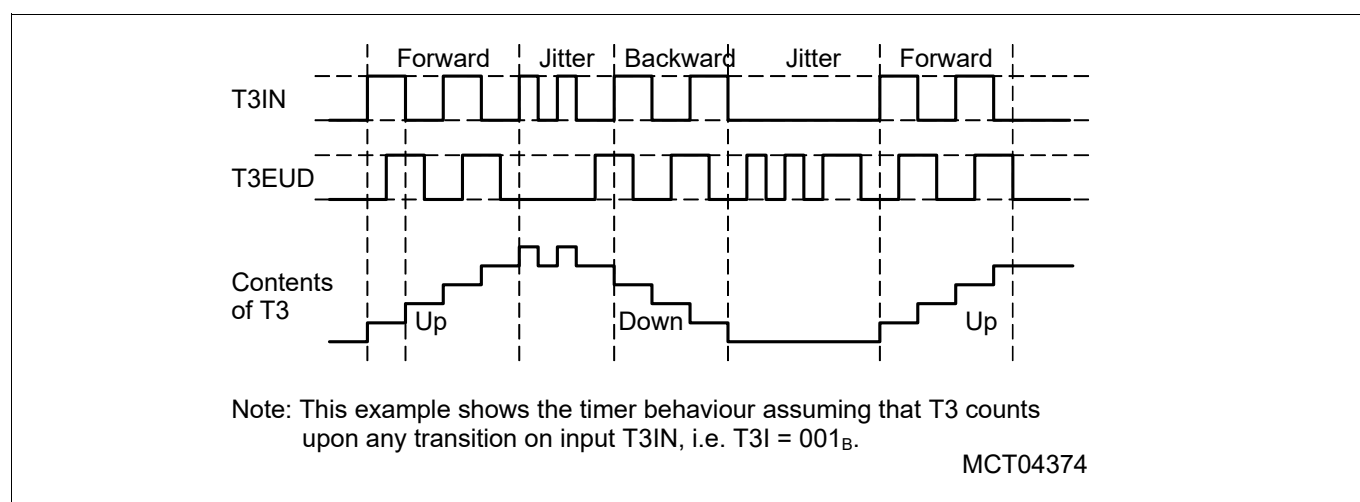 Forward Jitter Backward Jitter Forward
T3IN
T3EUD
Contents
of T3
Up Down Up
Note: This example shows the timer behaviour assuming that T3 counts
upon any transition on input T3IN, i.e. T3I = 001B.
MCT04374